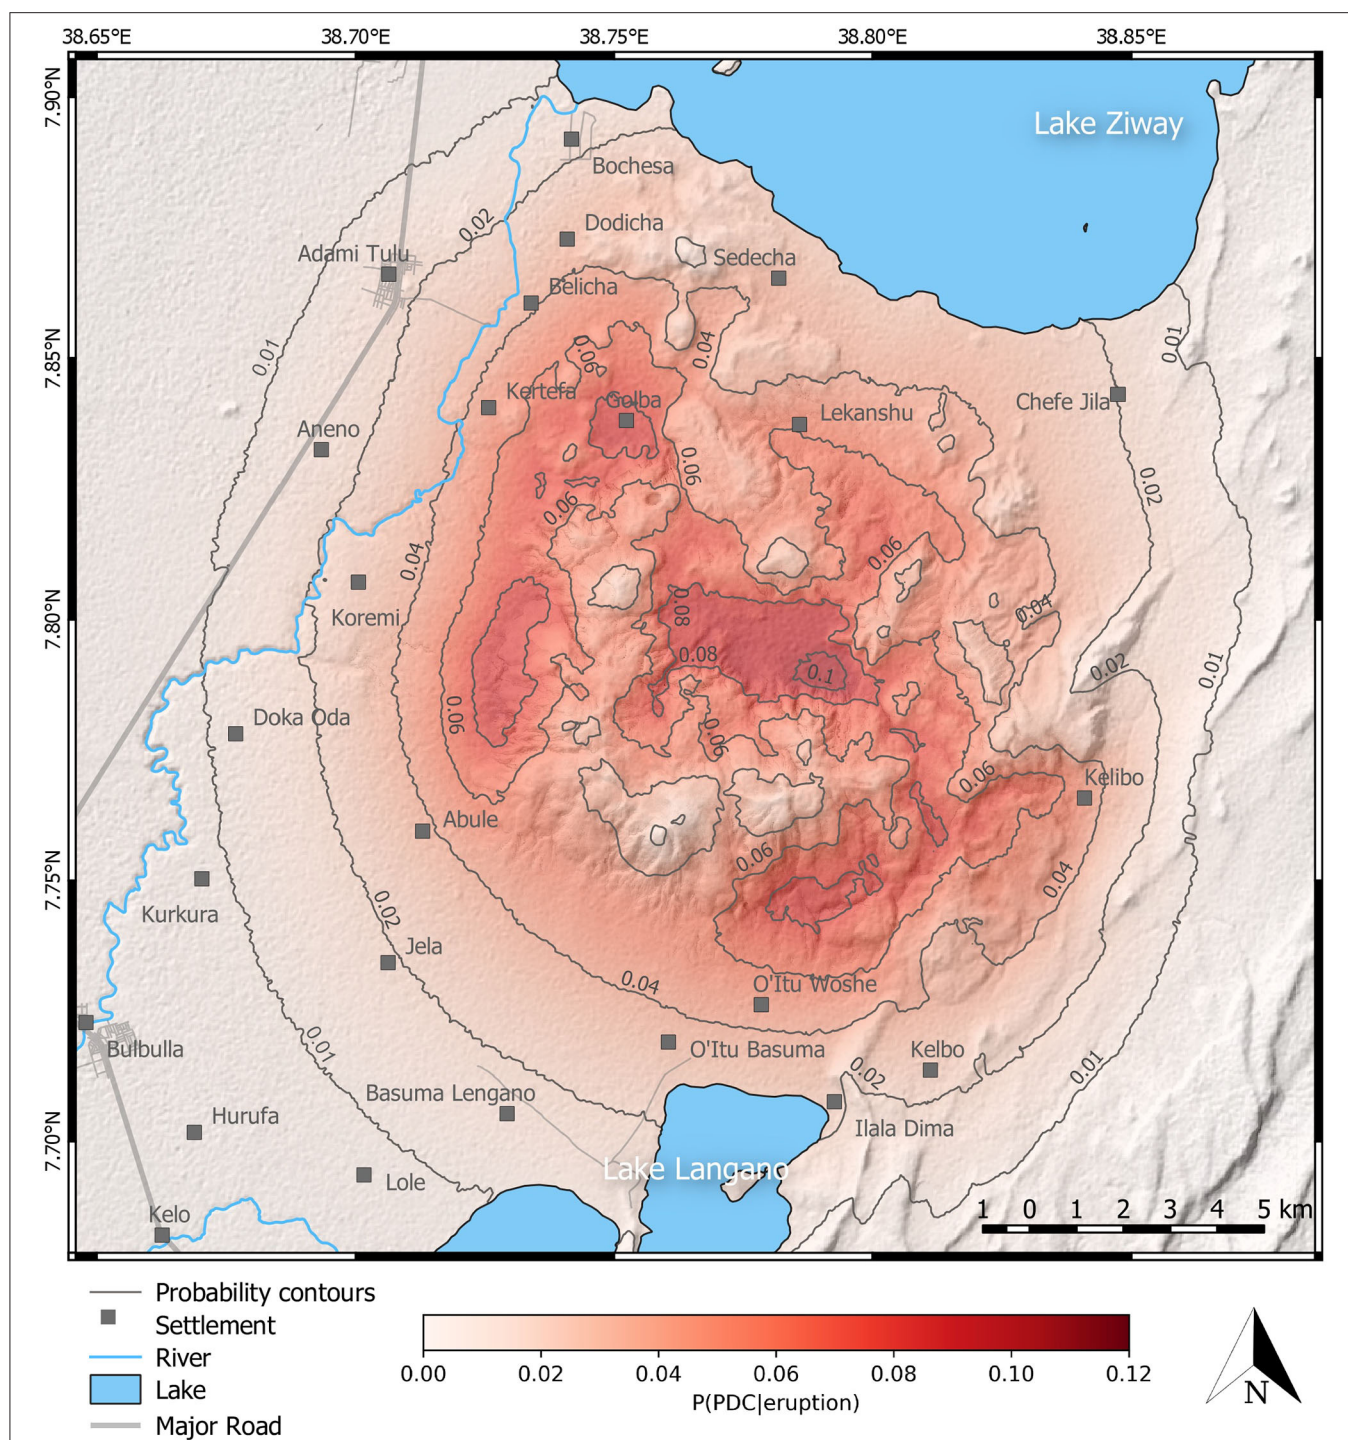 38.65°E 38.70°E 38.75°E 38.80°E 38.85°E
7.90°N
Lake Ziway
Bochesa
0.02
Dodicha
Adami Tulu
Sedecha
Belicha
0.01
0.06
0.04
0.01
7.85°N
Kertefa
Golba
Lekanshu
Chefe Jila
Aneno
0.06
0.02
0.06
0.04
0.06
7.80°N
Koremi
0.08
0.04
0.08
0.1
0.02
0.01
Doka Oda
0.06
0.06
0.06
Kelibo
Abule
0.06
7.75°N
0.04
Kurkura
0.02
Jela
0.04
O'Itu Woshe
0.01
Bulbulla
O'Itu Basuma
Kelbo
0.02
0.01
Basuma Lengano
Hurufa
Ilala Dima
7.70°N
Lake Langano
Lole
Kelo
1 0 1 2 3 4 5 km
Probability contours
Settlement
River
Lake
Major Road
0.00 0.02 0.04 0.06 0.08 0.10 0.12
P(PDC|eruption)
N